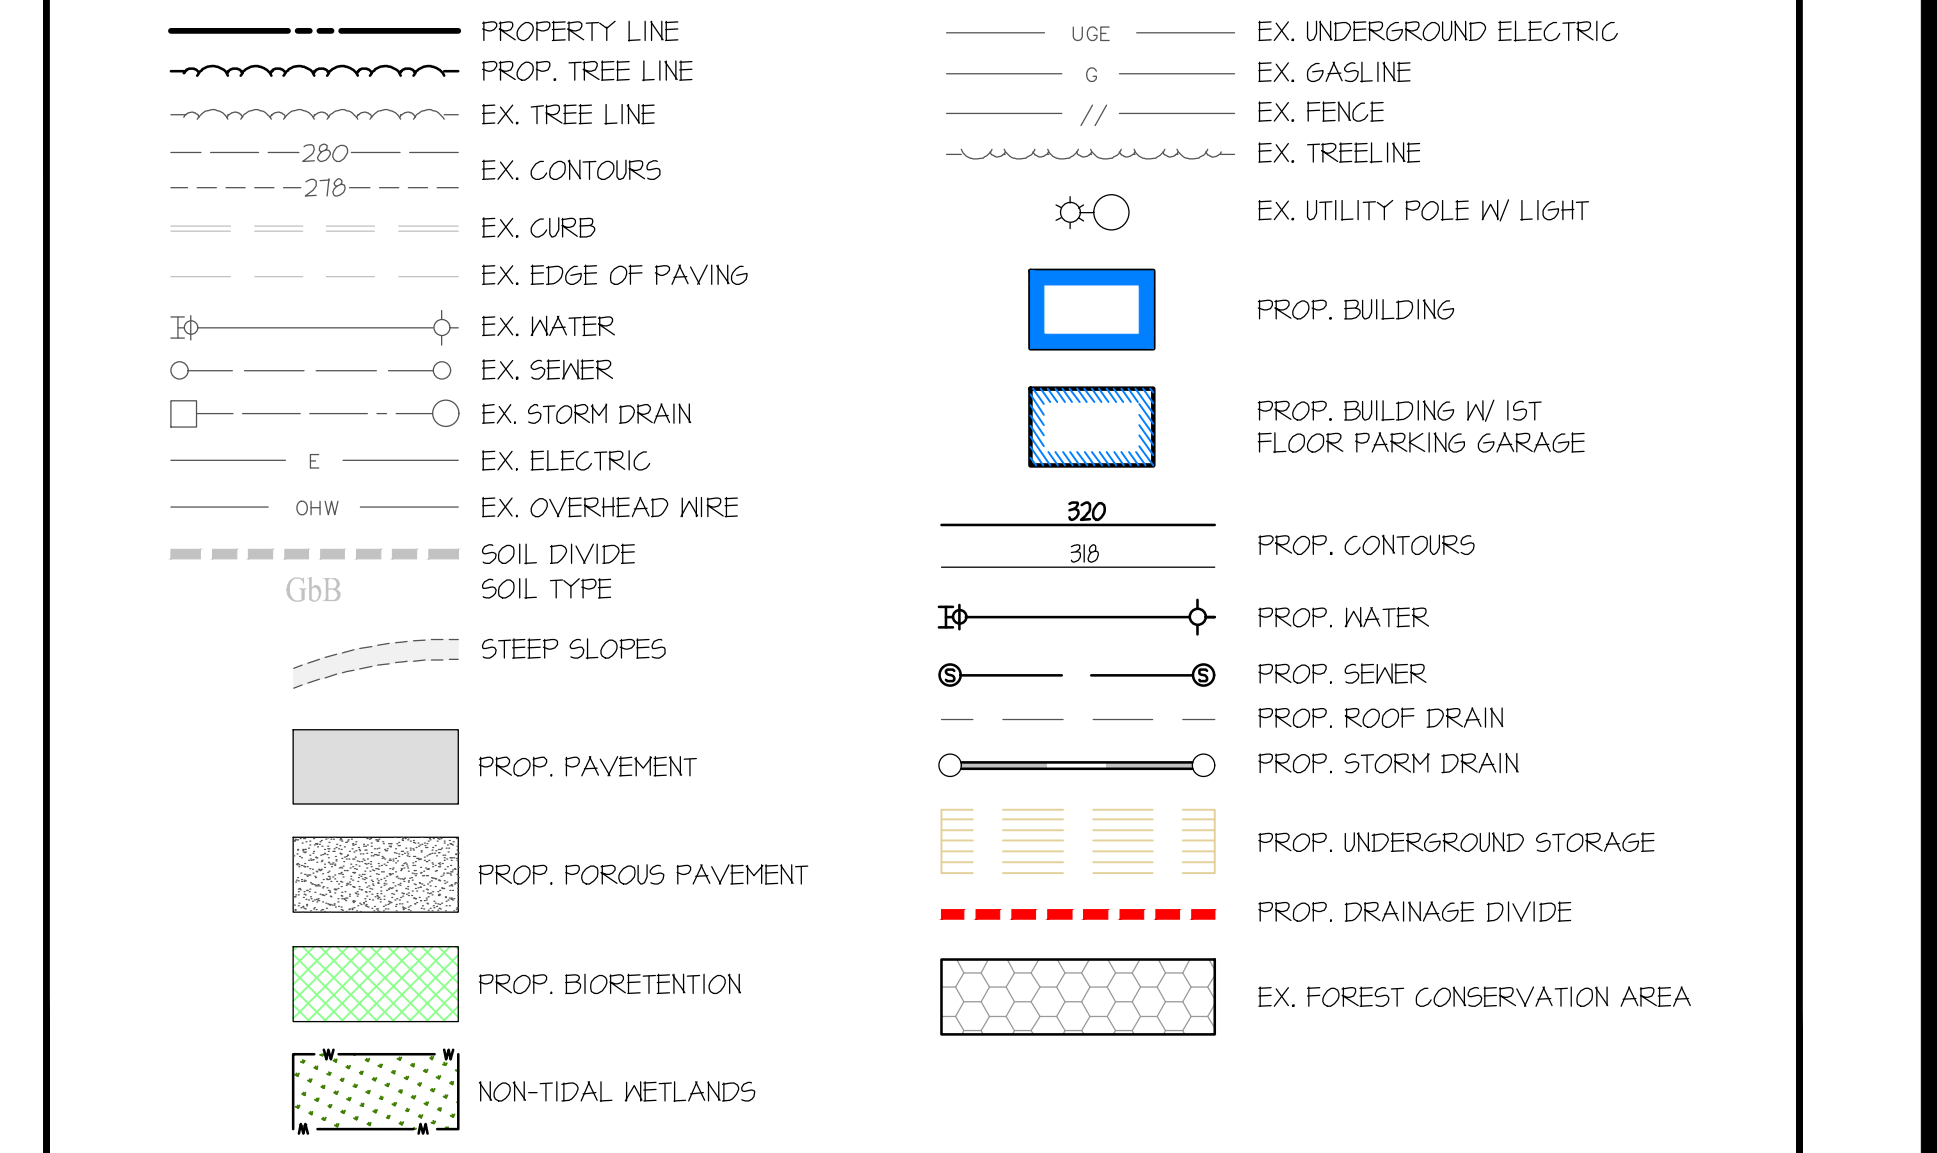 PROPERTY LINE
PROP. TREE LINE
EX. TREE LINE
280
278
EX. CONTOURS
EX. CURB
EX. EDGE OF PAVING
EX. WATER
EX. SEWER
EX. STORM DRAIN
E
EX. ELECTRIC
OHW
EX. OVERHEAD WIRE
SOIL DIVIDE
GbB
SOIL TYPE
STEEP SLOPES
PROP. PAVEMENT
PROP. POROUS PAVEMENT
PROP. BIORETENTION
W W
W W
NON-TIDAL WETLANDS
UGE
EX. UNDERGROUND ELECTRIC
G
EX. GASLINE
//
EX. FENCE
EX. TREELINE
EX. UTILITY POLE W/ LIGHT
PROP. BUILDING
PROP. BUILDING W/ 1ST
FLOOR PARKING GARAGE
320
318
PROP. CONTOURS
PROP. WATER
S S
PROP. SEWER
PROP. ROOF DRAIN
PROP. STORM DRAIN
PROP. UNDERGROUND STORAGE
PROP. DRAINAGE DIVIDE
EX. FOREST CONSERVATION AREA